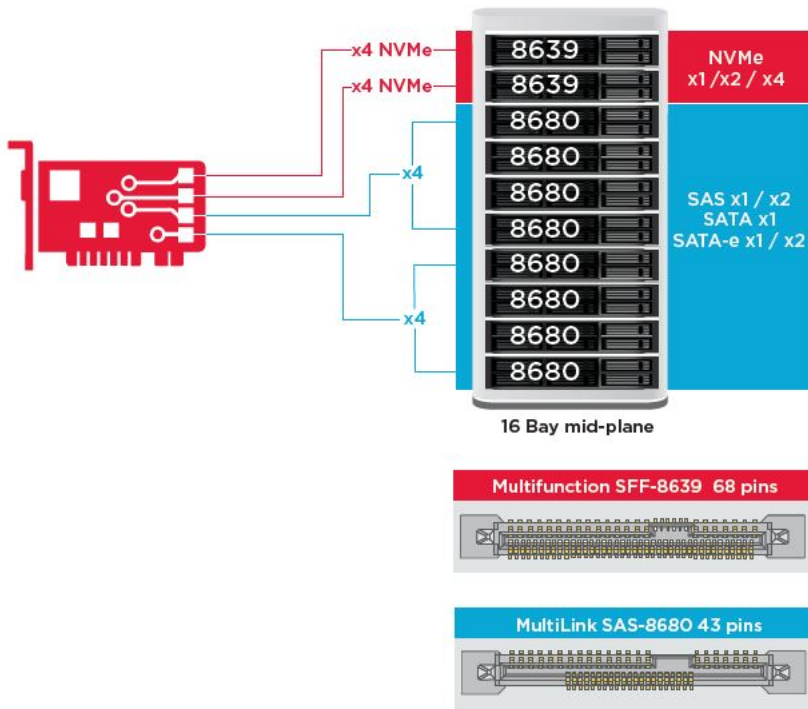 x4 NVMe
x4 NVMe
x4
x4
8639
8639
8680
8680
8680
8680
8680
8680
8680
8680
NVMe
x1 /x2 / x4
SAS x1 / x2
SATA x1
SATA-e x1 / x2
16 Bay mid-plane
Multifunction SFF-8639 68 pins
MultiLink SAS-8680 43 pins